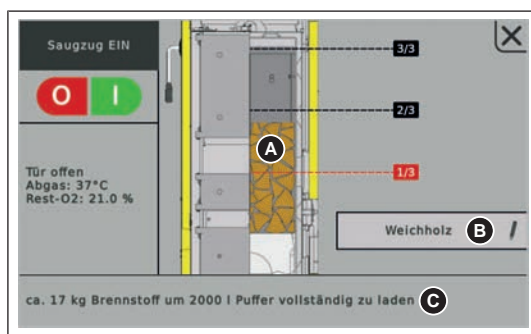 Saugzug EIN
O I
Tür offen
Abgas: 37°C
Rest-O2: 21.0 %
3/3
2/3
A
1/3
Weichholz B
ca. 17 kg Brennstoff um 2000 l Puffer vollständig zu laden C